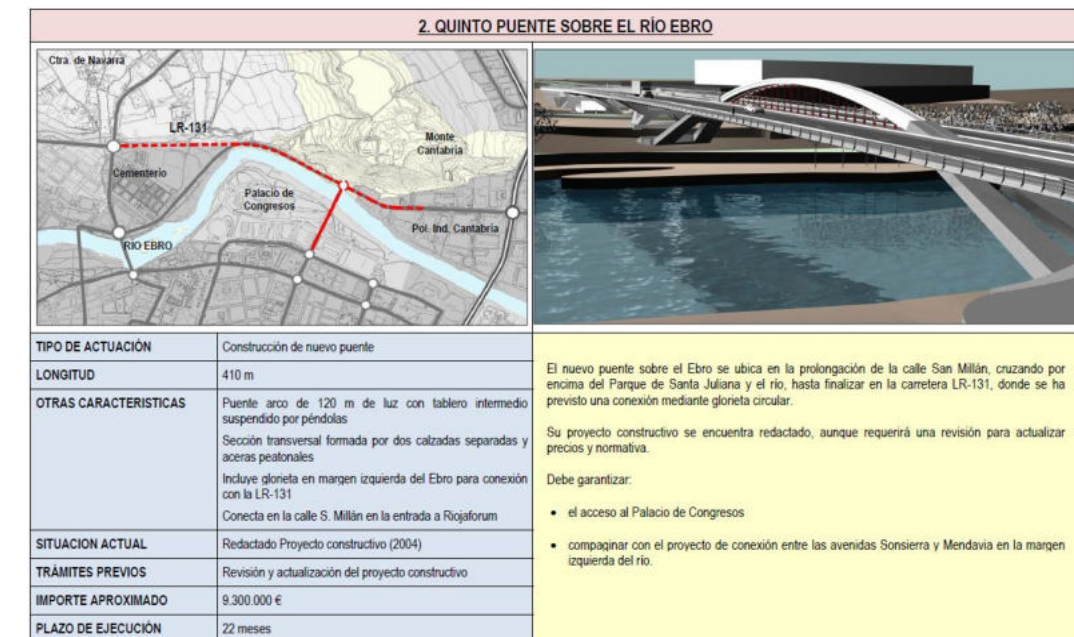 2. QUINTO PUENTE SOBRE EL RÍO EBRO
Ctra. de Navarra
LR-131
Monte
Cantabria
Cementerio
Palacio de
Congresos
Pol. Ind. Cantabria
RIO EBRO
TIPO DE ACTUACIÓN
Construcción de nuevo puente
LONGITUD
410 m
OTRAS CARACTERISTICAS
Puente arco de 120 m de luz con tablero intermedio
suspendido por péndolas
Sección transversal formada por dos calzadas separadas y
aceras peatonales
Incluye glorieta en margen izquierda del Ebro para conexión
con la LR-131
Conecta en la calle S. Millán en la entrada a Riojaforum
SITUACION ACTUAL
Redactado Proyecto constructivo (2004)
TRÁMITES PREVIOS
Revisión y actualización del proyecto constructivo
IMPORTE APROXIMADO
9.300.000 €
PLAZO DE EJECUCIÓN
22 meses
El nuevo puente sobre el Ebro se ubica en la prolongación de la calle San Millán, cruzando por
encima del Parque de Santa Juliana y el río, hasta finalizar en la carretera LR-131, donde se ha
previsto una conexión mediante glorieta circular.
Su proyecto constructivo se encuentra redactado, aunque requerirá una revisión para actualizar
precios y normativa.
Debe garantizar:
• el acceso al Palacio de Congresos
• compaginar con el proyecto de conexión entre las avenidas Sonsierra y Mendavia en la margen
izquierda del río.